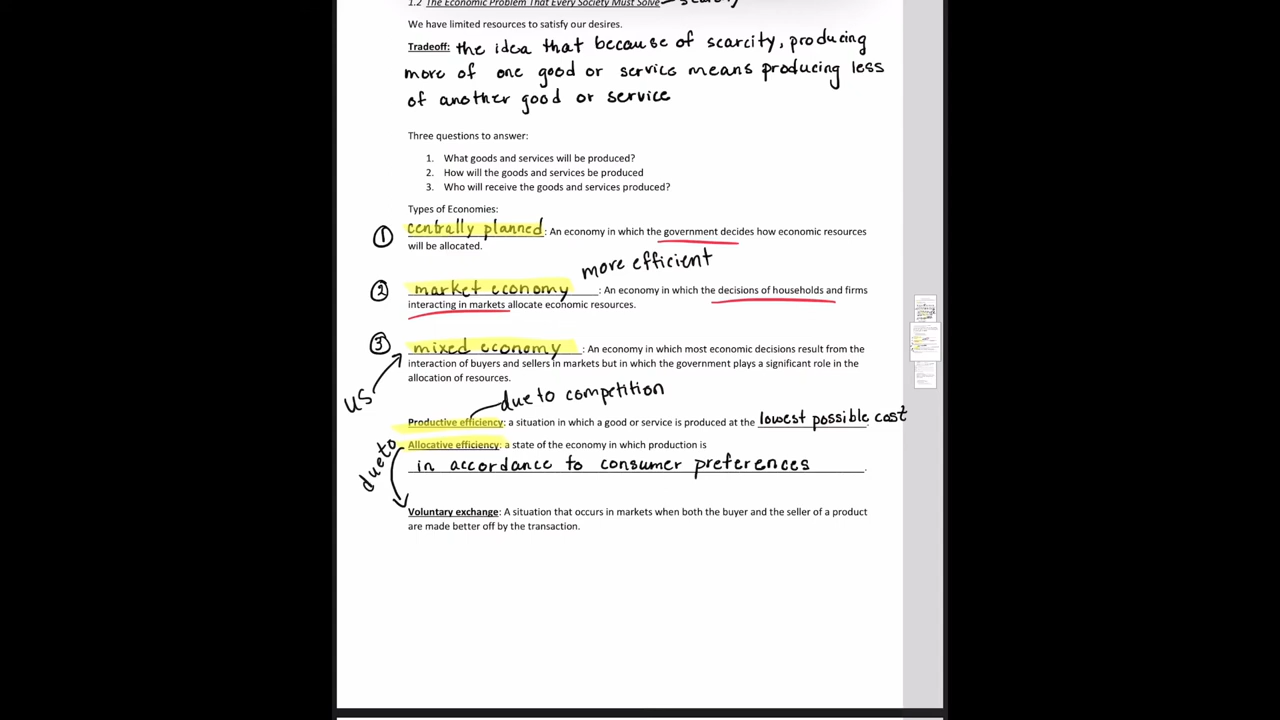 1.2 The Economic Problem That Every Society Must Solve
We have limited resources to satisfy our desires.
Tradeoff: the idea that because of scarcity, producing
more of one good or service means producing less
of another good or service
Three questions to answer:
1. What goods and services will be produced?
2. How will the goods and services be produced
3. Who will receive the goods and services produced?
Types of Economies:
① centrally planned: An economy in which the government decides how economic resources
will be allocated.
more efficient
② market economy: An economy in which the decisions of households and firms
interacting in markets allocate economic resources.
③ mixed economy: An economy in which most economic decisions result from the
interaction of buyers and sellers in markets but in which the government plays a significant role in the
allocation of resources.
US
due to competition
Productive efficiency: a situation in which a good or service is produced at the lowest possible cost.
Allocative efficiency: a state of the economy in which production is
in accordance to consumer preferences.
due to
Voluntary exchange: A situation that occurs in markets when both the buyer and the seller of a product
are made better off by the transaction.